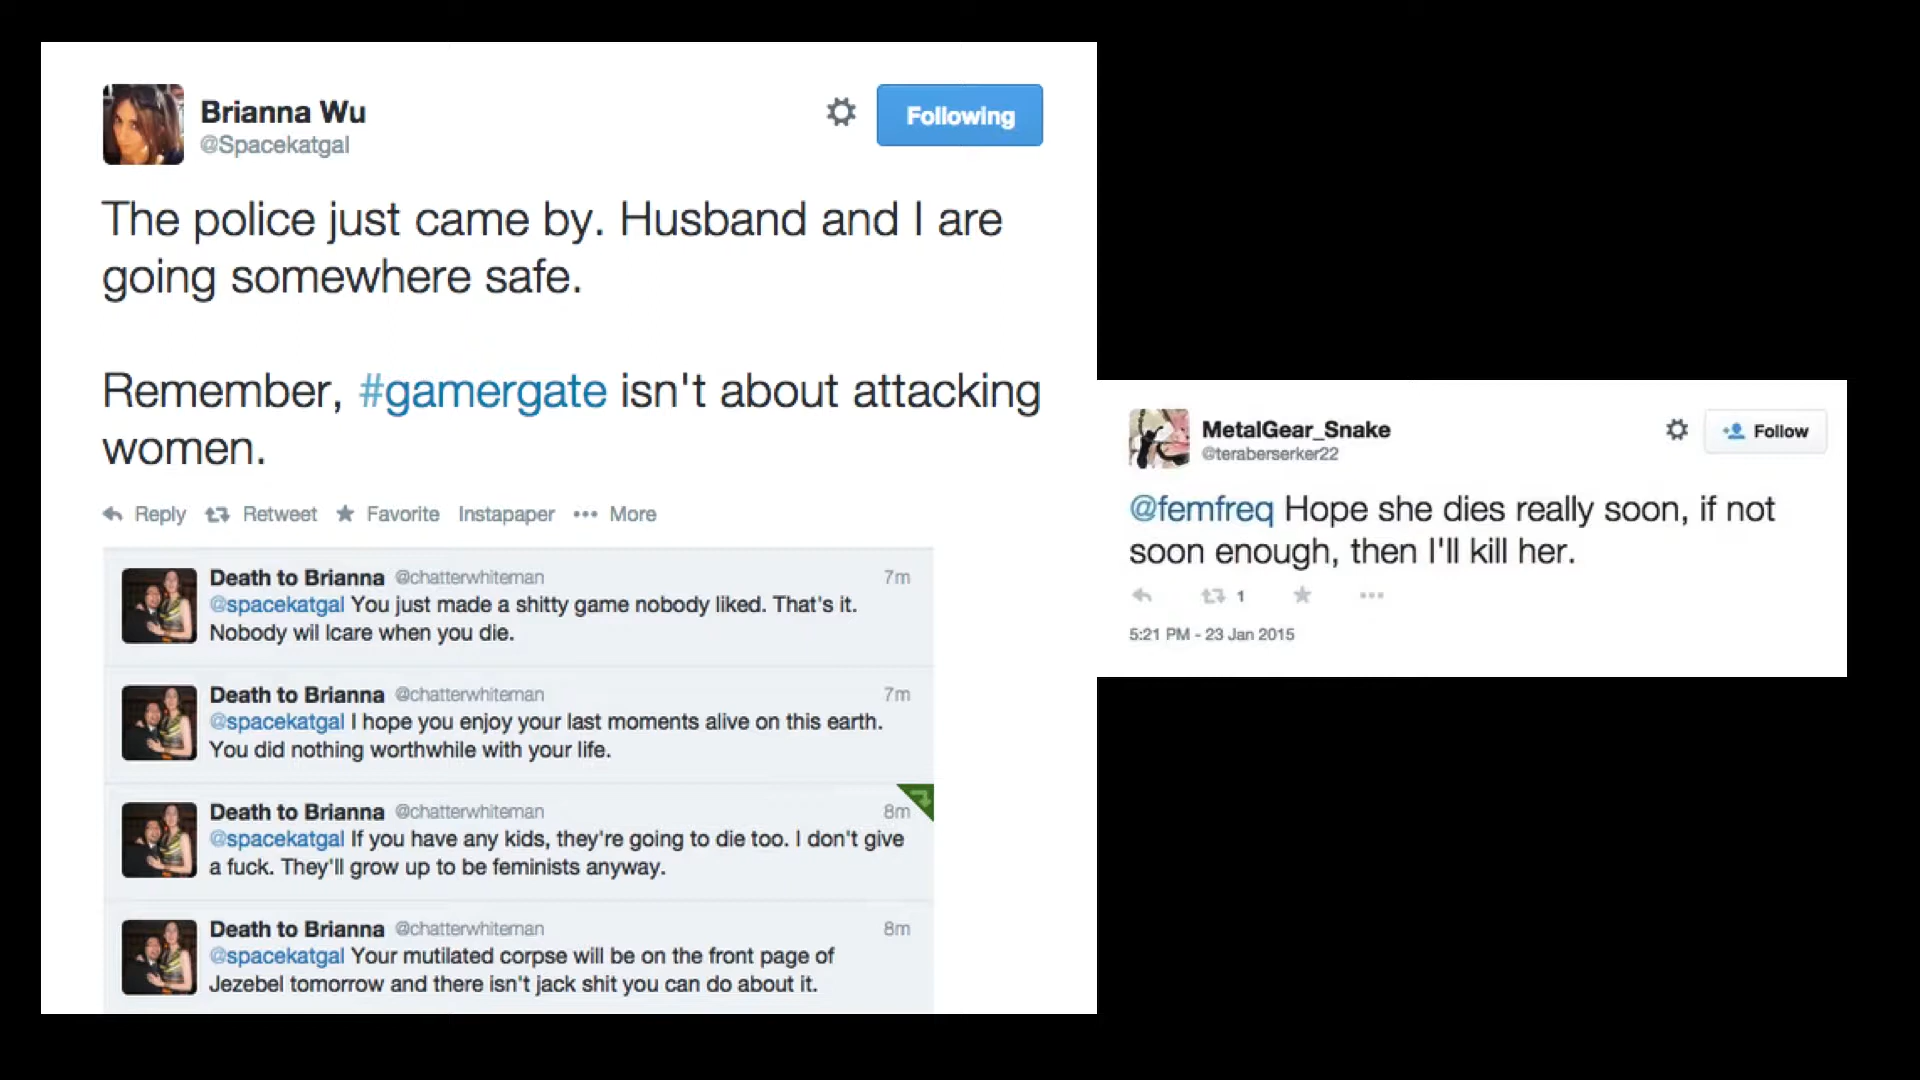 Brianna Wu
@Spacekatgal
Following
The police just came by. Husband and I are
going somewhere safe.
Remember, #gamergate isn't about attacking
women.
Reply Retweet Favorite Instapaper ••• More
Death to Brianna @chatterwhiteman 7m
@spacekatgal You just made a shitty game nobody liked. That's it.
Nobody wil lcare when you die.
Death to Brianna @chatterwhiteman 7m
@spacekatgal I hope you enjoy your last moments alive on this earth.
You did nothing worthwhile with your life.
Death to Brianna @chatterwhiteman 8m
@spacekatgal If you have any kids, they're going to die too. I don't give
a fuck. They'll grow up to be feminists anyway.
Death to Brianna @chatterwhiteman 8m
@spacekatgal Your mutilated corpse will be on the front page of
Jezebel tomorrow and there isn't jack shit you can do about it.
MetalGear_Snake
@teraberserker22
Follow
@femfreq Hope she dies really soon, if not
soon enough, then I'll kill her.
1
5:21 PM - 23 Jan 2015